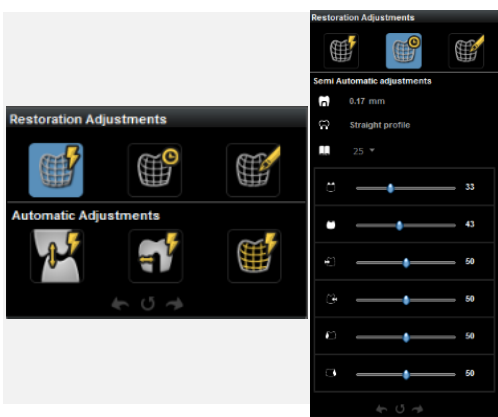 Restoration Adjustments
Automatic Adjustments
Restoration Adjustments
Semi Automatic adjustments
0.17 mm
Straight profile
25
33
43
50
50
50
50